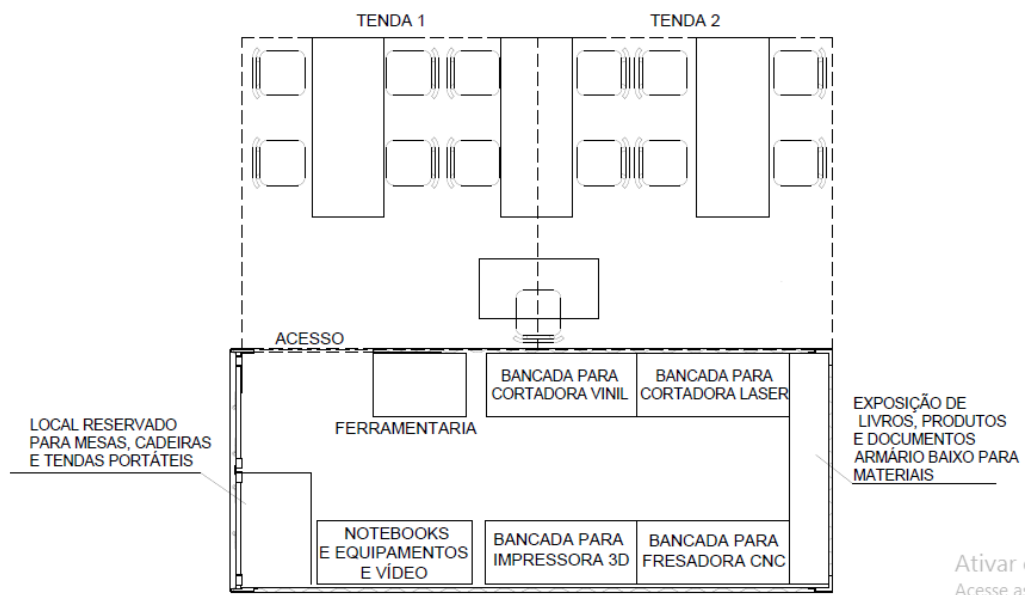 TENDA 1
TENDA 2
ACESSO
BANCADA PARA
CORTADORA VINIL
BANCADA PARA
CORTADORA LASER
FERRAMENTARIA
LOCAL RESERVADO
PARA MESAS, CADEIRAS
E TENDAS PORTÁTEIS
EXPOSIÇÃO DE
LIVROS, PRODUTOS
E DOCUMENTOS
ARMÁRIO BAIXO PARA
MATERIAIS
NOTEBOOKS
E EQUIPAMENTOS
E VÍDEO
BANCADA PARA
IMPRESSORA 3D
BANCADA PARA
FRESADORA CNC
Ativar
Acesse as